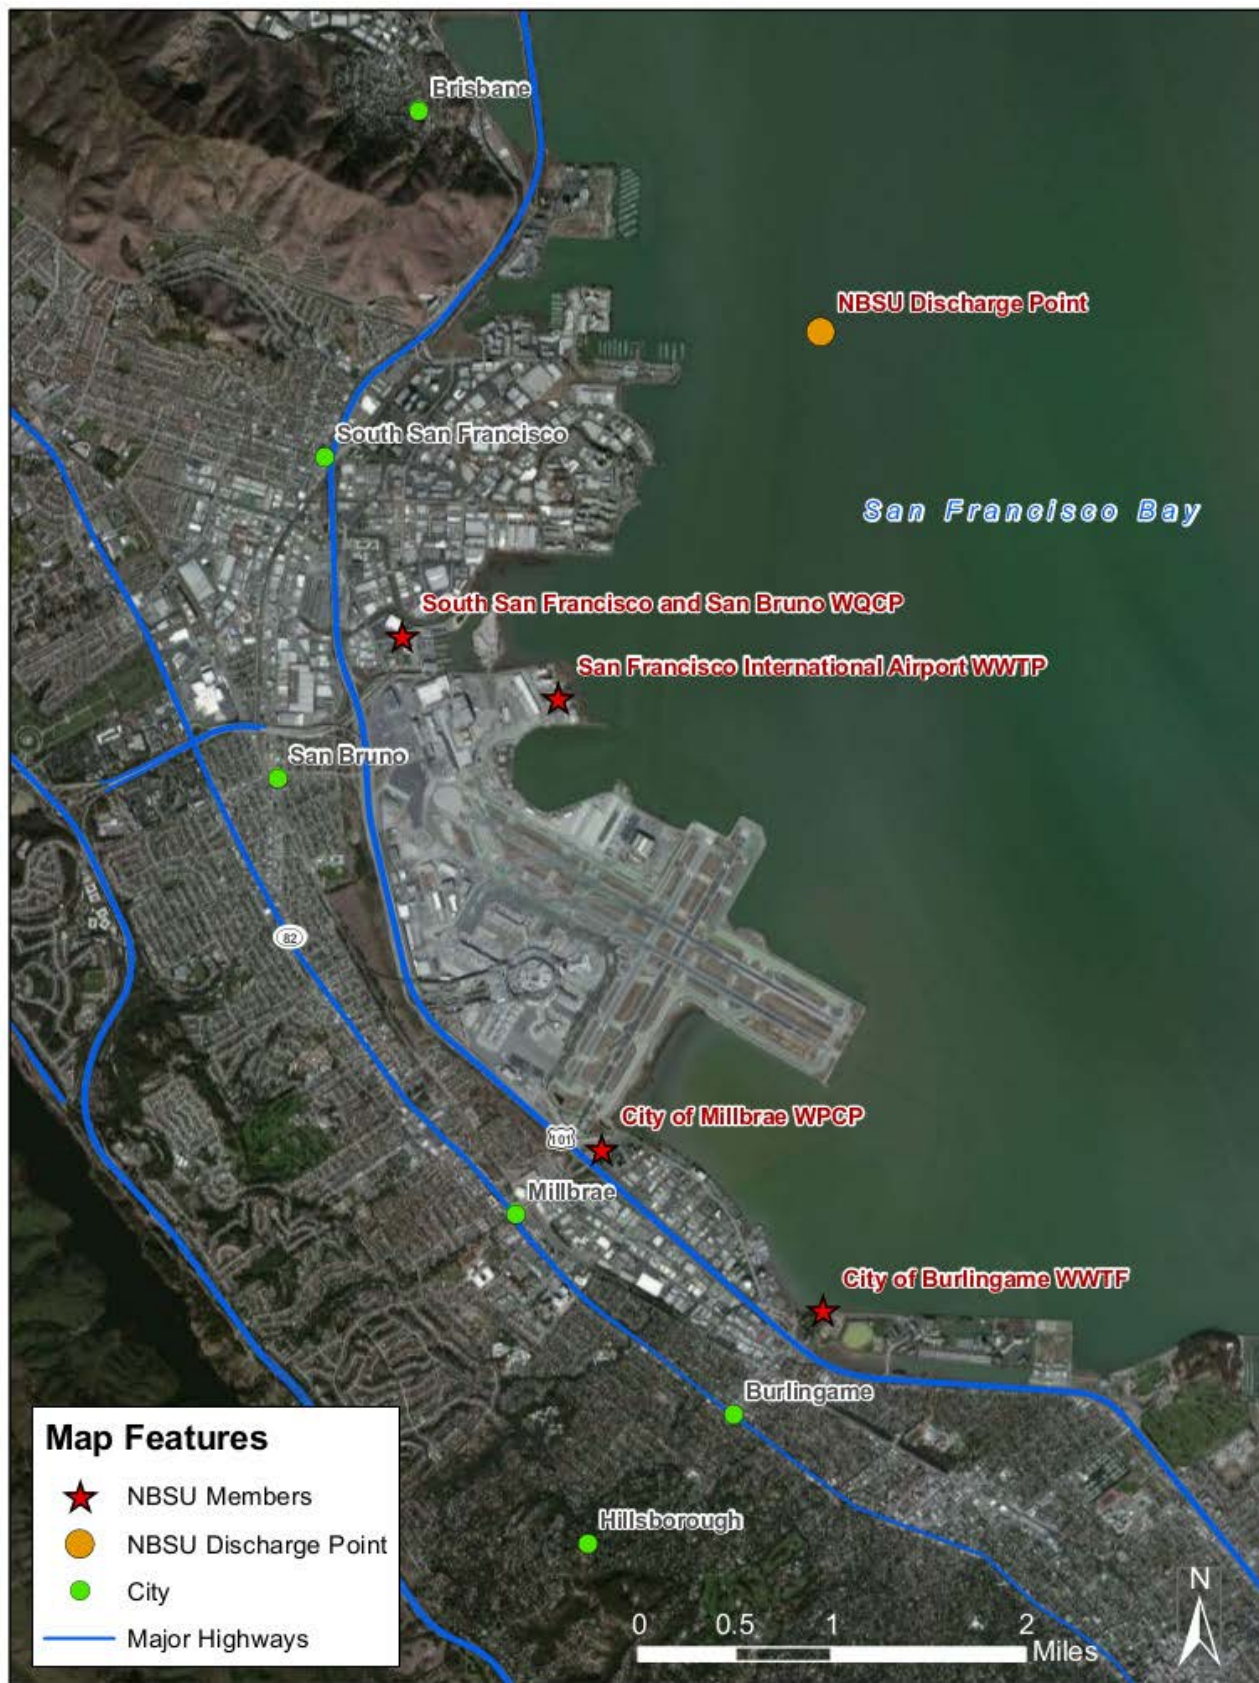 Brisbane
NBSU Discharge Point
South San Francisco
San Francisco Bay
South San Francisco and San Bruno WQCP
San Francisco International Airport WWTP
San Bruno
82
City of Millbrae WPCP
101
Millbrae
City of Burlingame WWTF
Burlingame
Hillsborough
Map Features
NBSU Members
NBSU Discharge Point
City
Major Highways
N
0 0.5 1 2
Miles